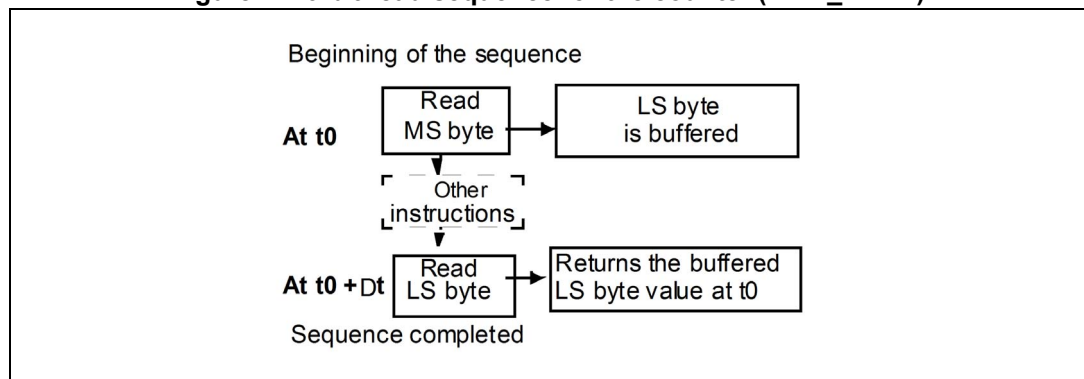 Beginning of the sequence
At t0
Read
MS byte
LS byte
is buffered
Other
instructions
At t0 +Dt
Read
LS byte
Returns the buffered
LS byte value at t0
Sequence completed